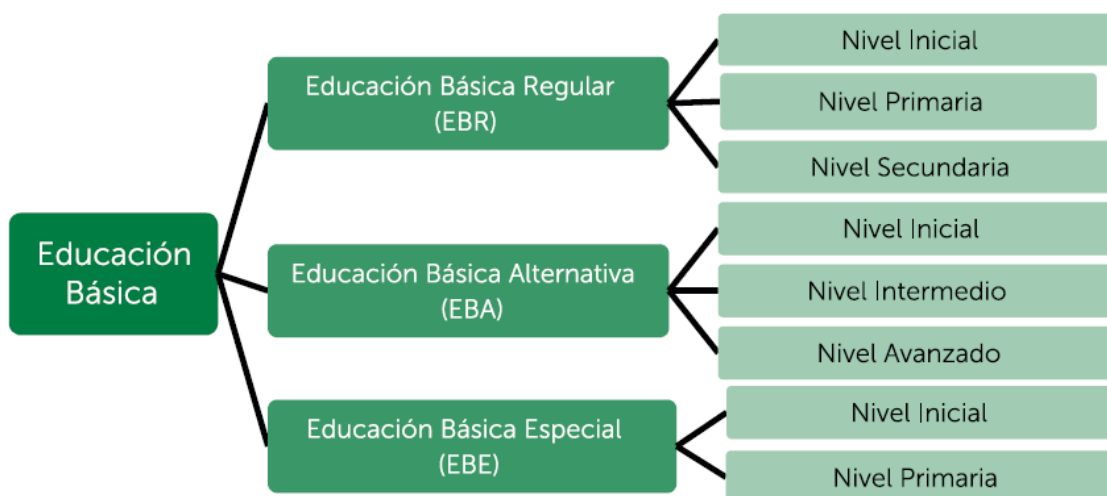 Educación
Básica
Educación Básica Regular
(EBR)
Nivel Inicial
Nivel Primaria
Nivel Secundaria
Educación Básica Alternativa
(EBA)
Nivel Inicial
Nivel Intermedio
Nivel Avanzado
Educación Básica Especial
(EBE)
Nivel Inicial
Nivel Primaria